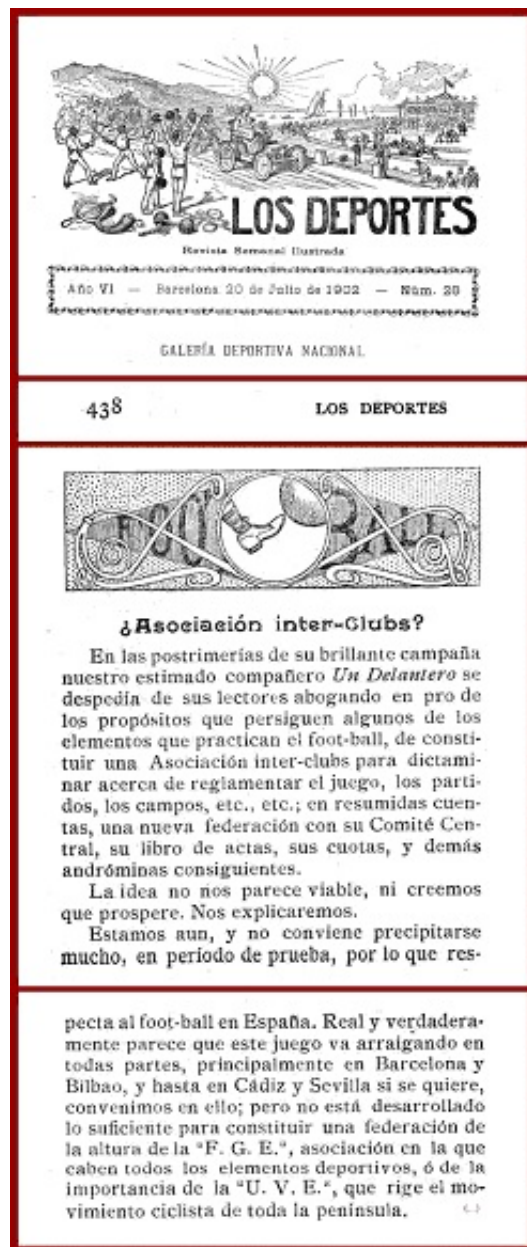 LOS DEPORTES
Revista Semanal Ilustrada
Año VI — Barcelona 20 de Julio de 1902 — Núm. 28
GALERÍA DEPORTIVA NACIONAL
438 LOS DEPORTES
FOOT BALL
¿Asociación inter-Clubs?
En las postrimerías de su brillante campaña
nuestro estimado compañero Un Delantero se
despedía de sus lectores abogando en pro de
los propósitos que persiguen algunos de los
elementos que practican el foot-ball, de consti-
tuir una Asociación inter-clubs para dictami-
nar acerca de reglamentar el juego, los parti-
dos, los campos, etc., etc.; en resumidas cuen-
tas, una nueva federación con su Comité Cen-
tral, su libro de actas, sus cuotas, y demás
andróminas consiguientes.
La idea no nos parece viable, ni creemos
que prospere. Nos explicaremos.
Estamos aun, y no conviene precipitarse
mucho, en periodo de prueba, por lo que res-
pecta al foot-ball en España. Real y verdadera-
mente parece que este juego va arraigando en
todas partes, principalmente en Barcelona y
Bilbao, y hasta en Cádiz y Sevilla si se quiere,
convenimos en ello; pero no está desarrollado
lo suficiente para constituir una federación de
la altura de la "F. G. E.", asociación en la que
caben todos los elementos deportivos, ó de la
importancia de la "U. V. E.", que rige el mo-
vimiento ciclista de toda la península. (..)